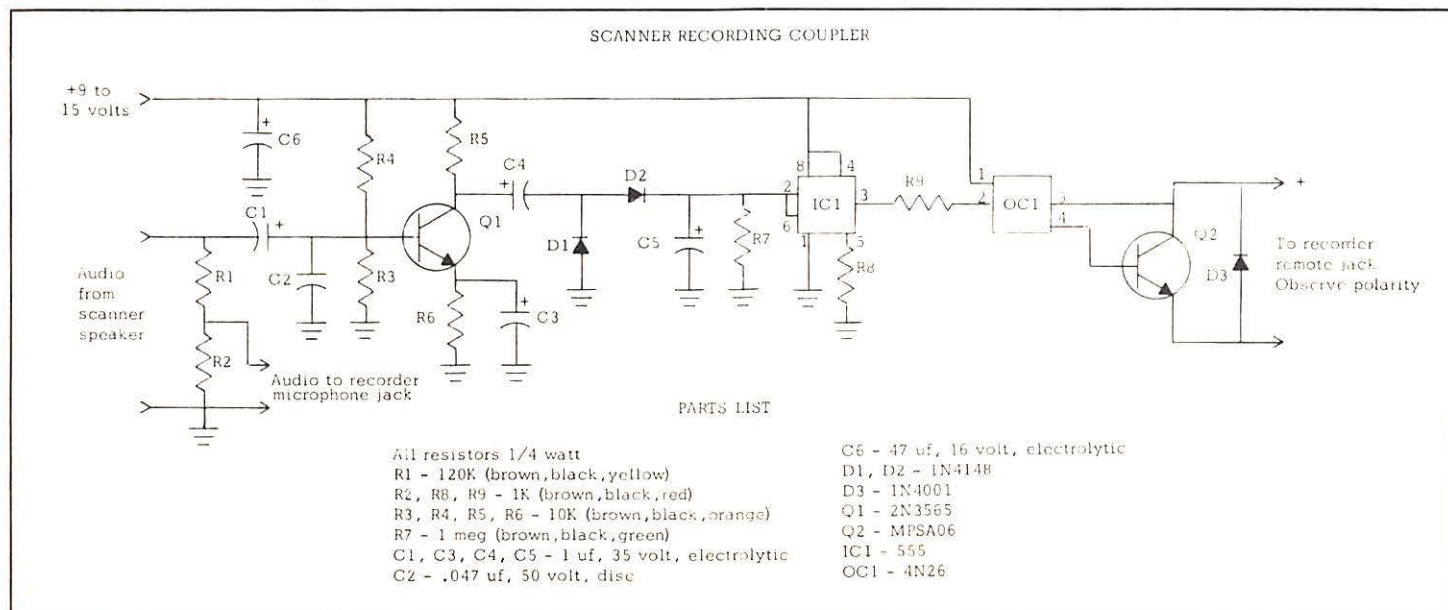 SCANNER RECORDING COUPLER
+9 to
15 volts
C6
R4
R5
C4
D2
8
4
2
IC1
3
R9
1
2
OC1
5
4
+
C1
Q1
6
1
5
Q2
R1
C2
R3
D1
C5
R7
R8
D3
To recorder
remote jack
Observe polarity
Audio
from
scanner
speaker
R6
C3
R2
Audio to recorder
microphone jack
PARTS LIST
All resistors 1/4 watt
R1 - 120K (brown,black,yellow)
R2, R8, R9 - 1K (brown,black,red)
R3, R4, R5, R6 - 10K (brown,black,orange)
R7 - 1 meg (brown,black,green)
C1, C3, C4, C5 - 1 uf, 35 volt, electrolytic
C2 - .047 uf, 50 volt, disc
C6 - 47 uf, 16 volt, electrolytic
D1, D2 - 1N4148
D3 - 1N4001
Q1 - 2N3565
Q2 - MPSA06
IC1 - 555
OC1 - 4N26